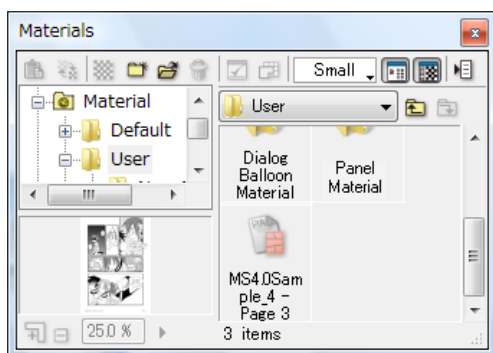 Materials
Small
Material
Default
User
User
Dialog
Balloon
Material
Panel
Material
MS4.0Sam
ple_4 -
Page 3
25.0 %
3 items